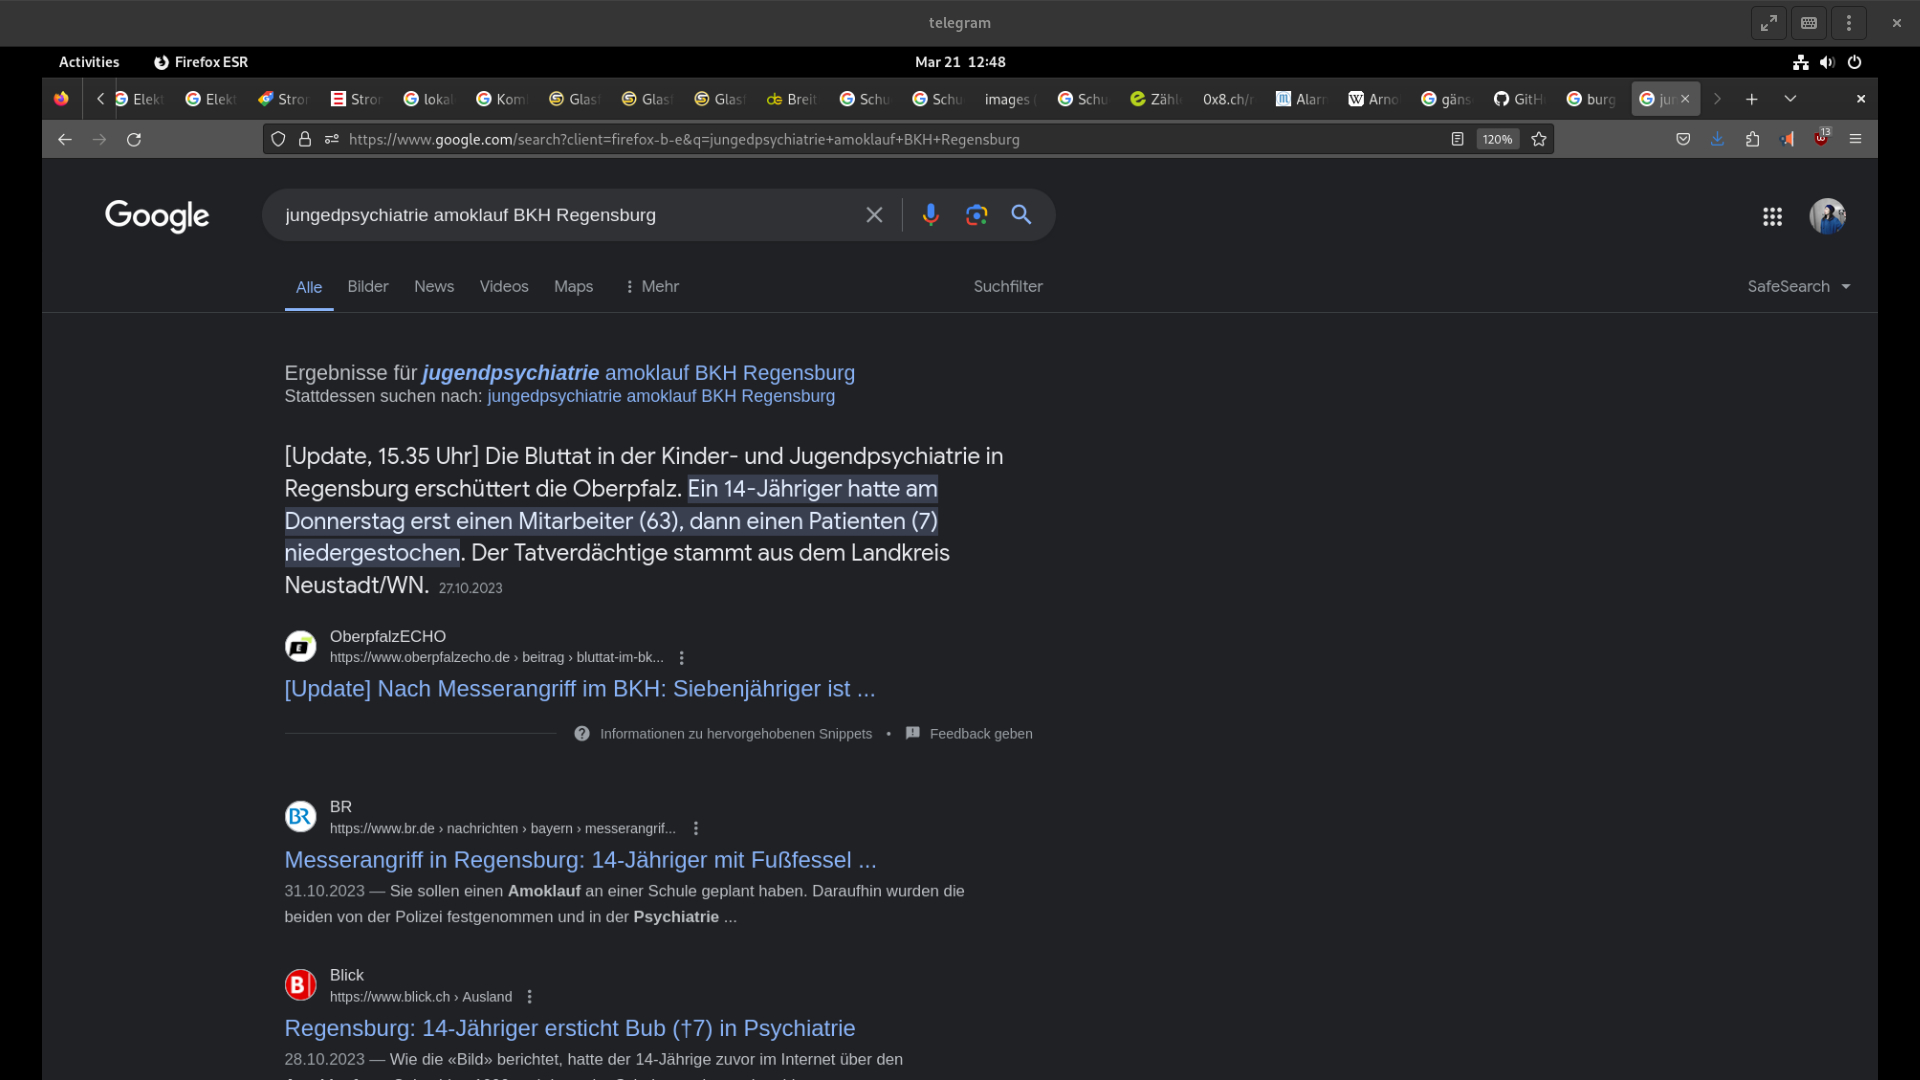 telegram
Activities
Firefox ESR
Mar 21 12:48
Elekt
Elekt
Stro
Stro
lokal
Kom
Glas
Glas
Glas
Breit
Schu
Schu
images
Schu
Zähl
0x8.ch/
Alarm
Arno
gäns
GitH
burg
jun
https://www.google.com/search?client=firefox-b-e&q=jungedpsychiatrie+amoklauf+BKH+Regensburg
120%
13
Google
jungedpsychiatrie amoklauf BKH Regensburg
Alle
Bilder
News
Videos
Maps
Mehr
Suchfilter
SafeSearch
Ergebnisse für jugendpsychiatrie amoklauf BKH Regensburg
Stattdessen suchen nach: jungedpsychiatrie amoklauf BKH Regensburg
[Update, 15.35 Uhr] Die Bluttat in der Kinder- und Jugendpsychiatrie in
Regensburg erschüttert die Oberpfalz. Ein 14-Jähriger hatte am
Donnerstag erst einen Mitarbeiter (63), dann einen Patienten (7)
niedergestochen. Der Tatverdächtige stammt aus dem Landkreis
Neustadt/WN. 27.10.2023
OberpfalzECHO
https://www.oberpfalzecho.de › beitrag › bluttat-im-bk...
[Update] Nach Messerangriff im BKH: Siebenjähriger ist ...
Informationen zu hervorgehobenen Snippets • Feedback geben
BR
BR
https://www.br.de › nachrichten › bayern › messerangrif...
Messerangriff in Regensburg: 14-Jähriger mit Fußfessel ...
31.10.2023 — Sie sollen einen Amoklauf an einer Schule geplant haben. Daraufhin wurden die
beiden von der Polizei festgenommen und in der Psychiatrie ...
B
Blick
https://www.blick.ch › Ausland
Regensburg: 14-Jähriger ersticht Bub (†7) in Psychiatrie
28.10.2023 — Wie die «Bild» berichtet, hatte der 14-Jährige zuvor im Internet über den